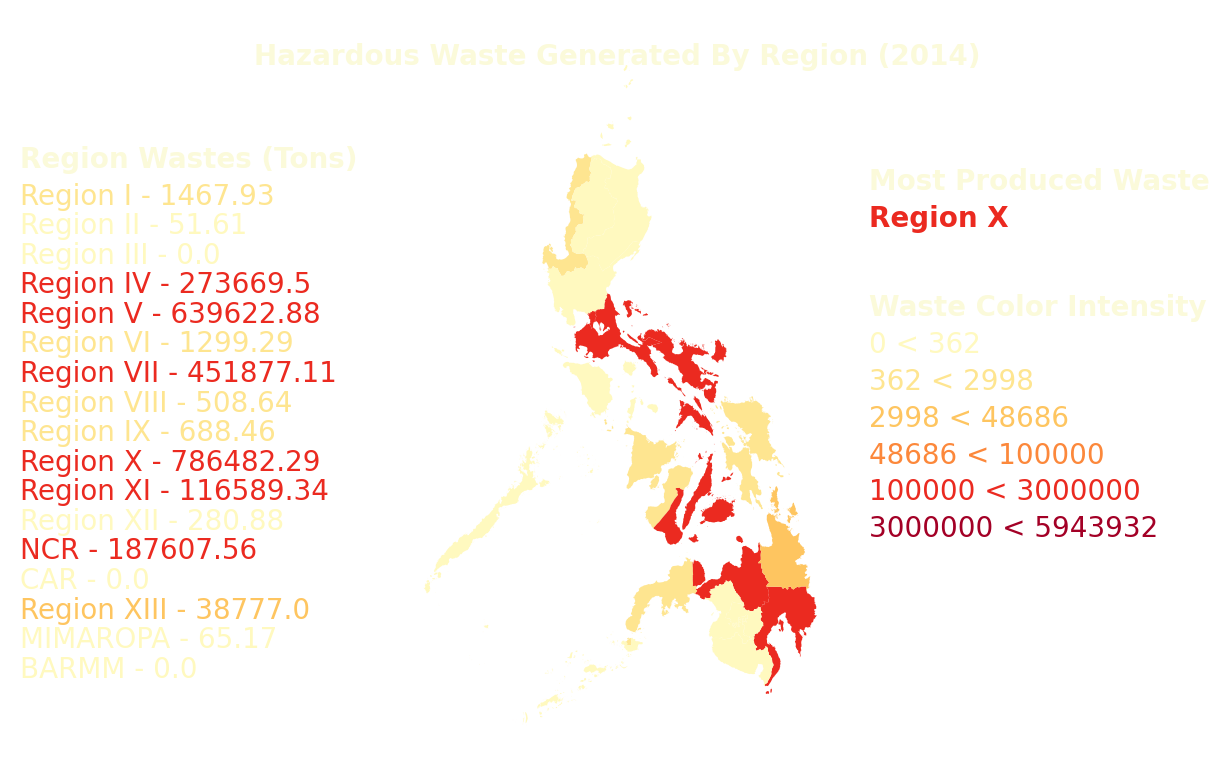 Hazardous Waste Generated By Region (2014)
Region Wastes (Tons)
Region I - 1467.93
Region II - 51.61
Region III - 0.0
Region IV - 273669.5
Region V - 639622.88
Region VI - 1299.29
Region VII - 451877.11
Region VIII - 508.64
Region IX - 688.46
Region X - 786482.29
Region XI - 116589.34
Region XII - 280.88
NCR - 187607.56
CAR - 0.0
Region XIII - 38777.0
MIMAROPA - 65.17
BARMM - 0.0
Most Produced Waste
Region X
Waste Color Intensity
0 < 362
362 < 2998
2998 < 48686
48686 < 100000
100000 < 3000000
3000000 < 5943932